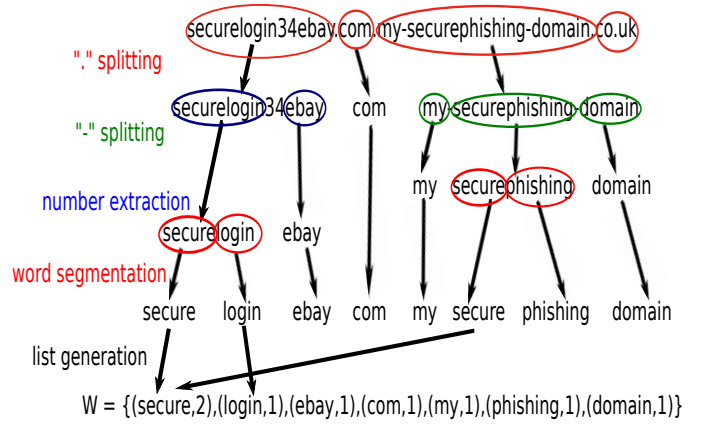 securelogin34ebay.com.my-securephishing-domain.co.uk
"." splitting
securelogin34ebay com my-securephishing-domain
"-" splitting
my securephishing domain
number extraction
securelogin ebay
word segmentation
secure login ebay com my secure phishing domain
list generation
W = {(secure,2),(login,1),(ebay,1),(com,1),(my,1),(phishing,1),(domain,1)}